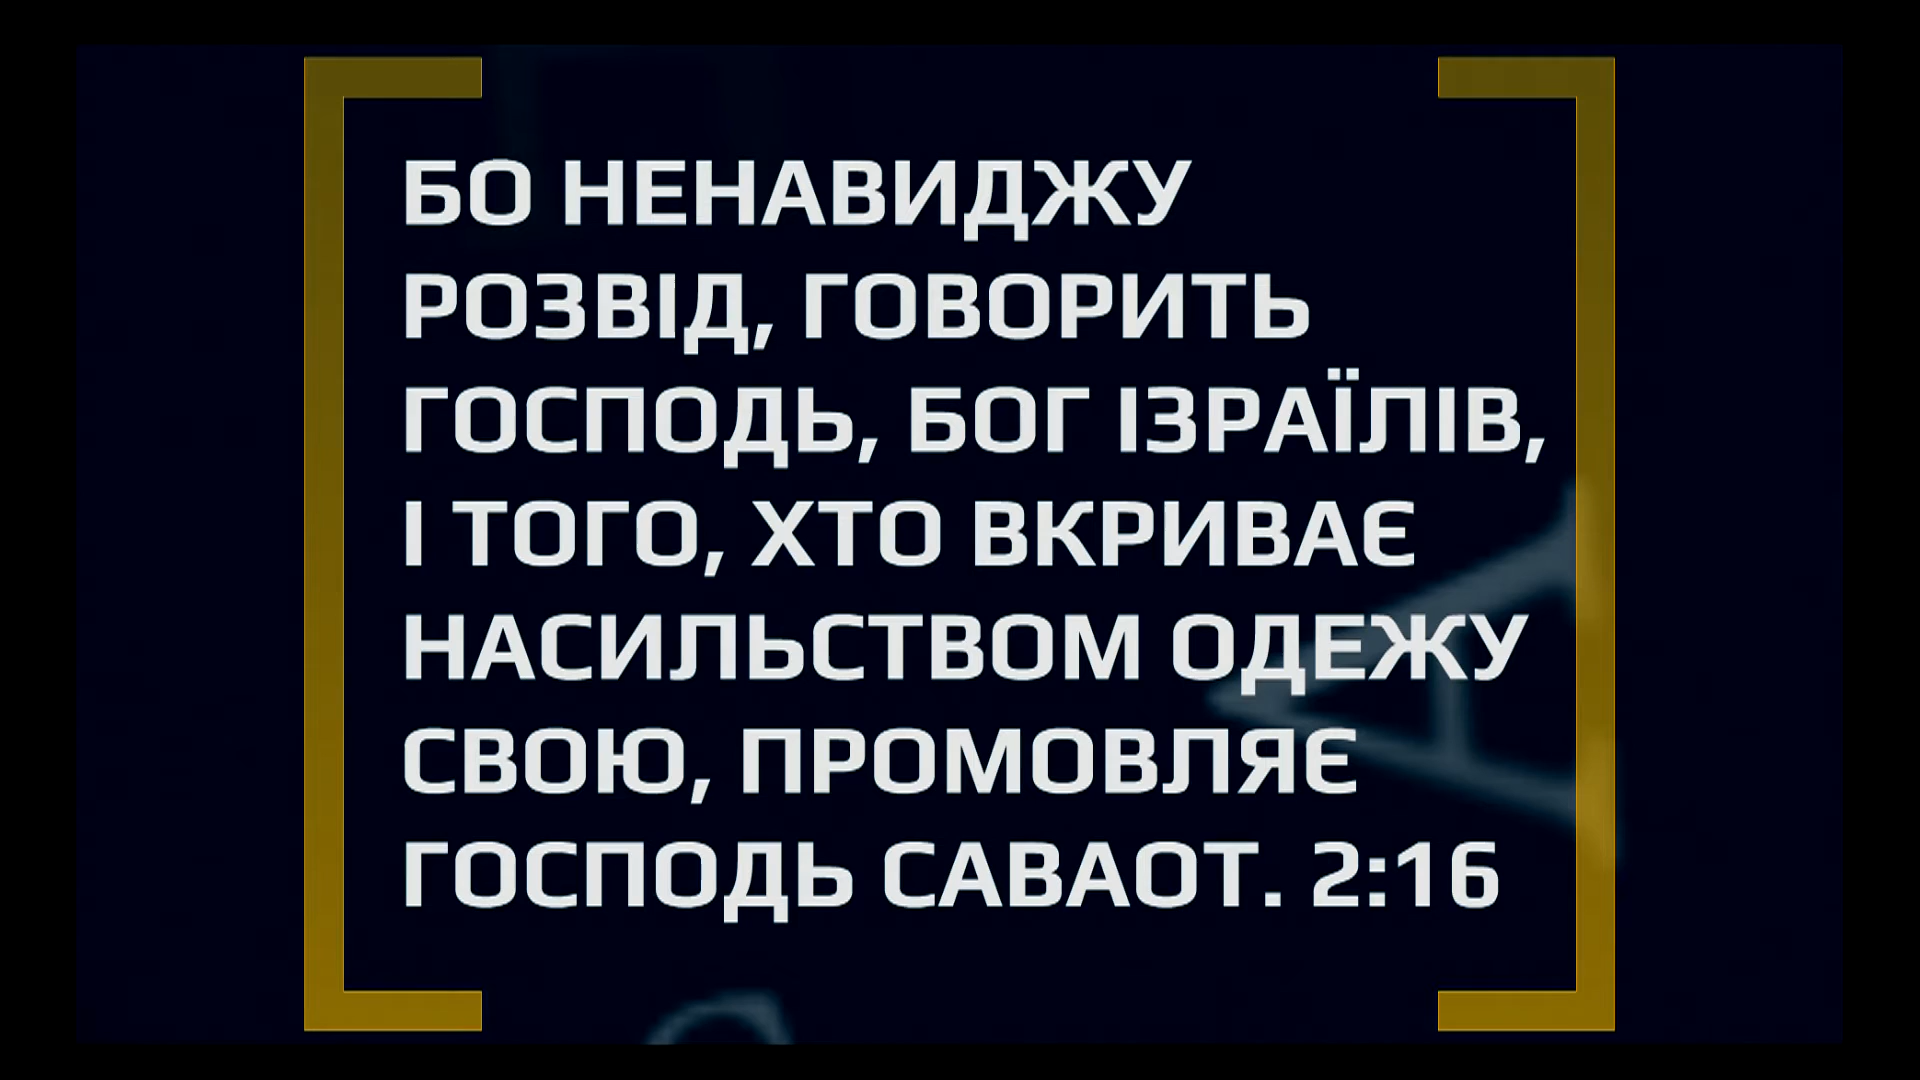 БО НЕНАВИДЖУ
РОЗВІД, ГОВОРИТЬ
ГОСПОДЬ, БОГ ІЗРАЇЛІВ,
І ТОГО, ХТО ВКРИВАЄ
НАСИЛЬСТВОМ ОДЕЖУ
СВОЮ, ПРОМОВЛЯЄ
ГОСПОДЬ САВАОТ. 2:16